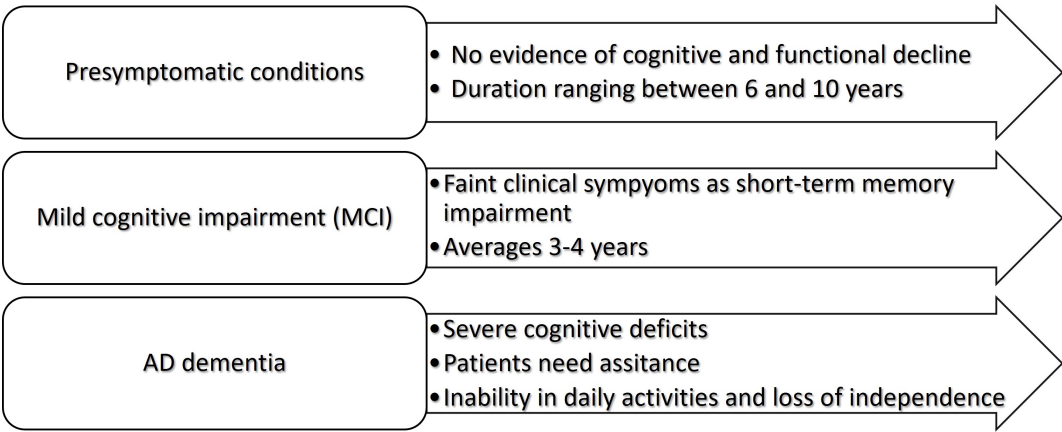 Presymptomatic conditions
• No evidence of cognitive and functional decline
• Duration ranging between 6 and 10 years
Mild cognitive impairment (MCI)
•Faint clinical sympyoms as short-term memory
impairment
•Averages 3-4 years
AD dementia
•Severe cognitive deficits
•Patients need assitance
•Inability in daily activities and loss of independence